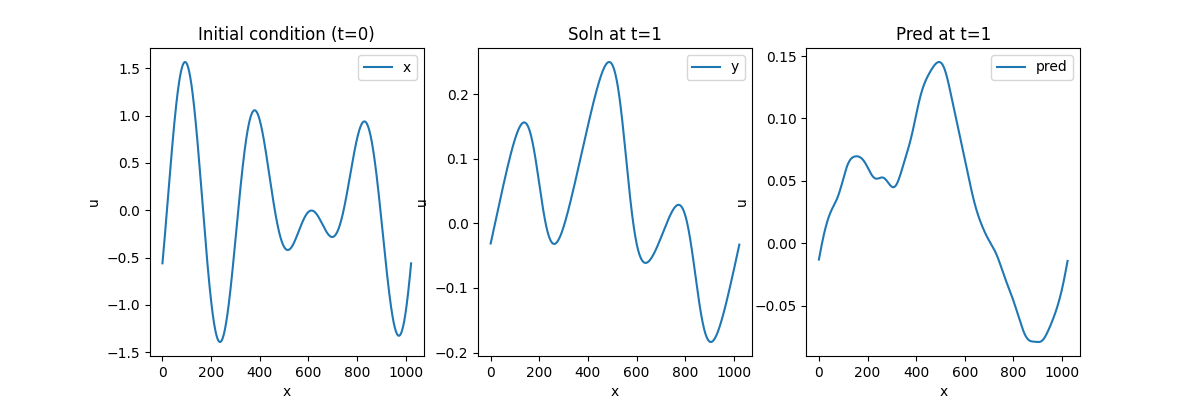 Initial condition (t=0)
x
u
1.5
1.0
0.5
0.0
−0.5
−1.0
−1.5
0 200 400 600 800 1000
x
Soln at t=1
y
u
0.2
0.1
0.0
−0.1
−0.2
0 200 400 600 800 1000
x
Pred at t=1
pred
u
0.15
0.10
0.05
0.00
−0.05
0 200 400 600 800 1000
x